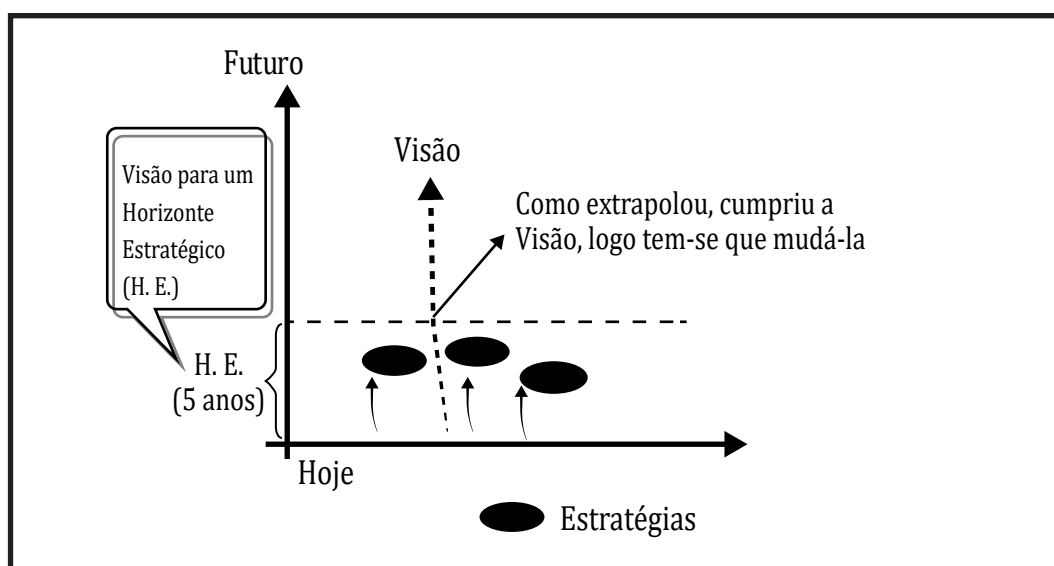 Futuro
Visão para um
Horizonte
Estratégico
(H. E.)
Visão
Como extrapolou, cumpriu a
Visão, logo tem-se que mudá-la
H. E.
(5 anos)
Hoje
Estratégias